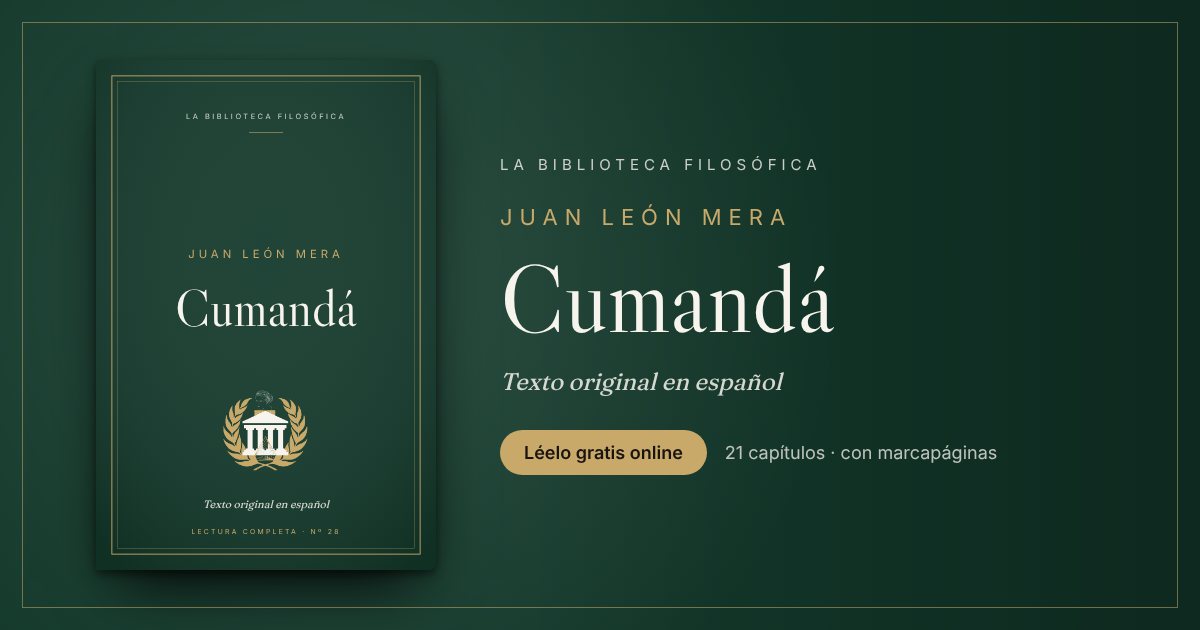 LA BIBLIOTECA FILOSÓFICA
JUAN LEÓN MERA
Cumandá
Texto original en español
LECTURA COMPLETA · Nº 28
LA BIBLIOTECA FILOSÓFICA
JUAN LEÓN MERA
Cumandá
Texto original en español
Léelo gratis online
21 capítulos · con marcapáginas